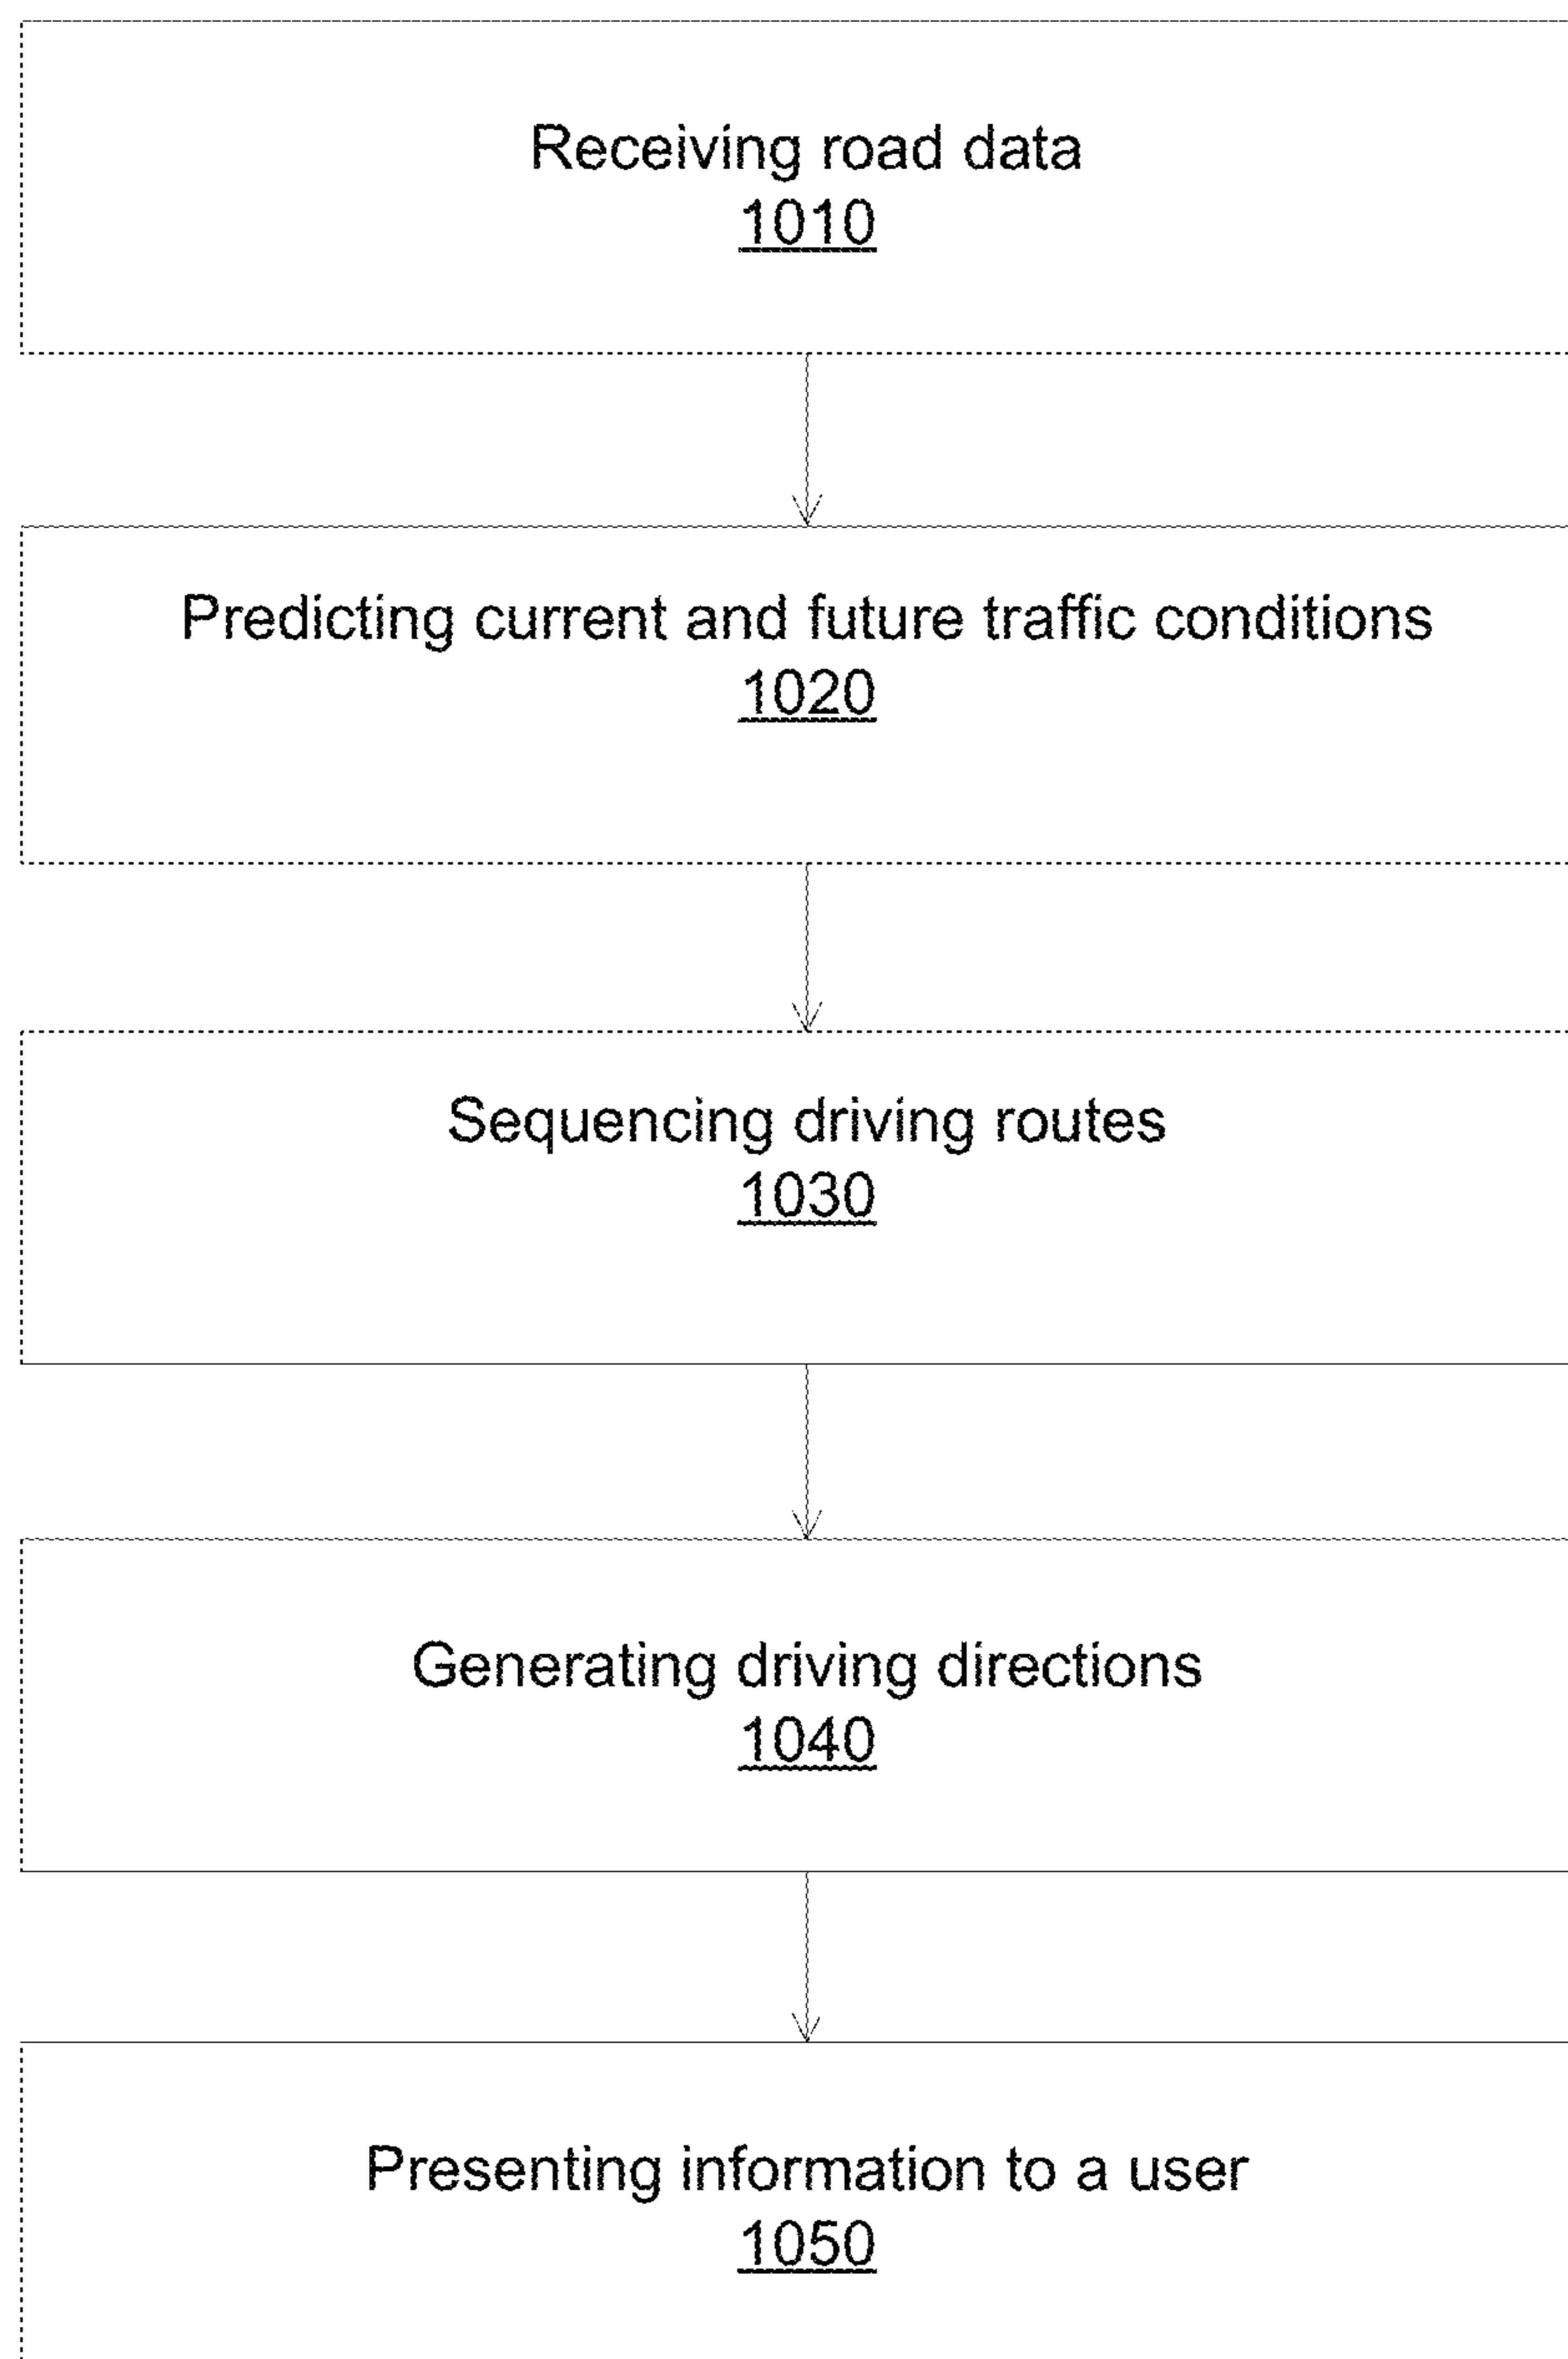 Receiving road data
1010
Predicting current and future traffic conditions
1020
Sequencing driving routes
1030
Generating driving directions
1040
Presenting information to a user
1050